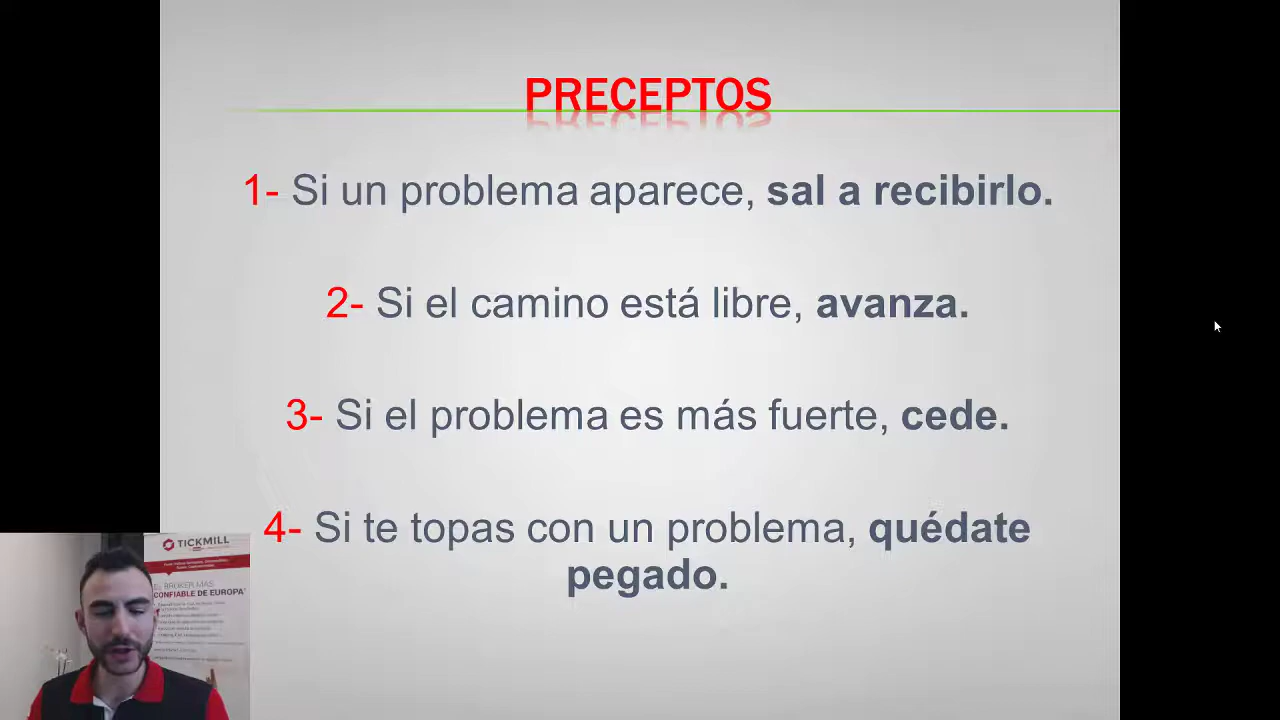 PRECEPTOS
1- Si un problema aparece, sal a recibirlo.
2- Si el camino está libre, avanza.
3- Si el problema es más fuerte, cede.
4- Si te topas con un problema, quédate
pegado.
TICKMILL
EL BROKER MÁS
CONFIABLE DE EUROPA